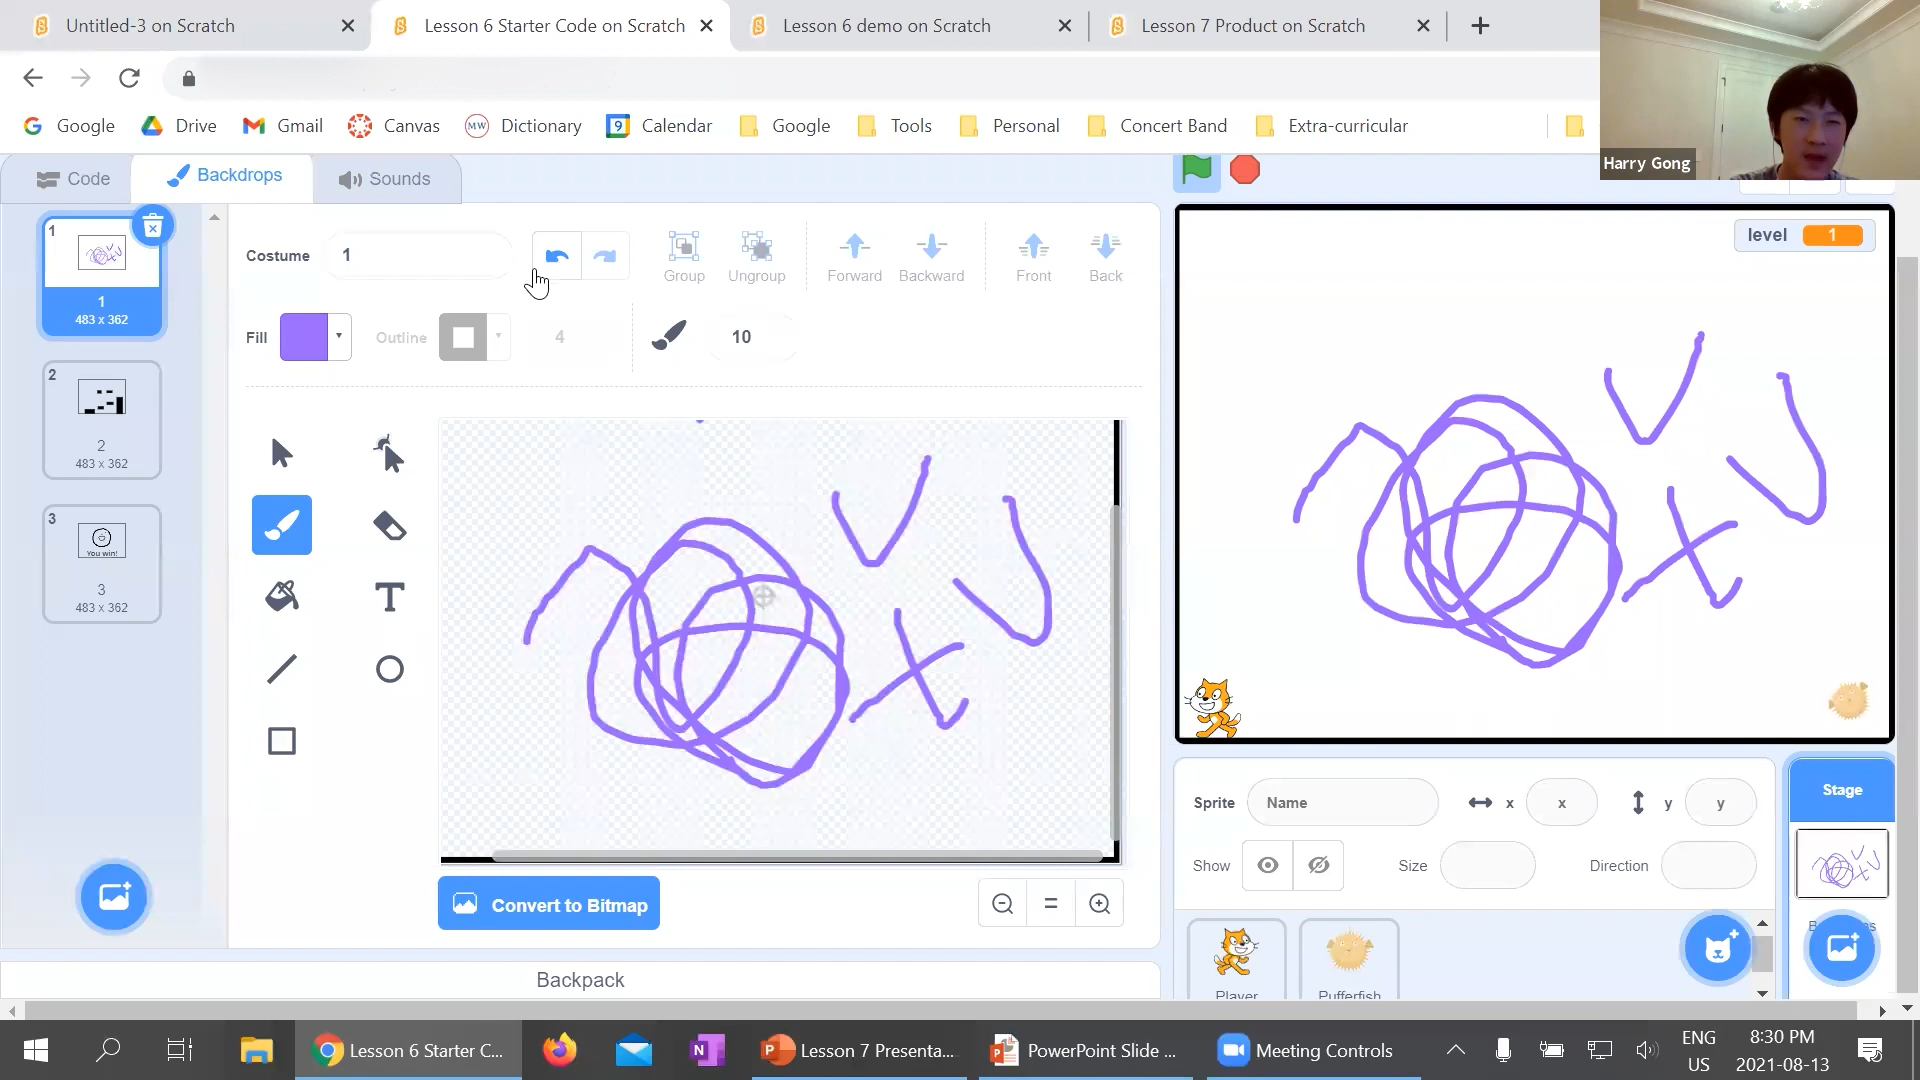 Untitled-3 on Scratch
Lesson 6 Starter Code on Scratch
Lesson 6 demo on Scratch
Lesson 7 Product on Scratch
Google
Drive
Gmail
Canvas
MW
Dictionary
9
Calendar
Google
Tools
Personal
Concert Band
Extra-curricular
Harry Gong
Code
Backdrops
Sounds
1
1
483 x 362
2
2
483 x 362
3
You win!
3
483 x 362
Costume
1
Group
Ungroup
Forward
Backward
Front
Back
Fill
Outline
4
10
T
Convert to Bitmap
Backpack
level 1
Sprite
Name
x
x
y
y
Show
Size
Direction
Player
Pufferfish
Stage
Lesson 6 Starter C...
Lesson 7 Presenta...
PowerPoint Slide ...
Meeting Controls
ENG
US
8:30 PM
2021-08-13